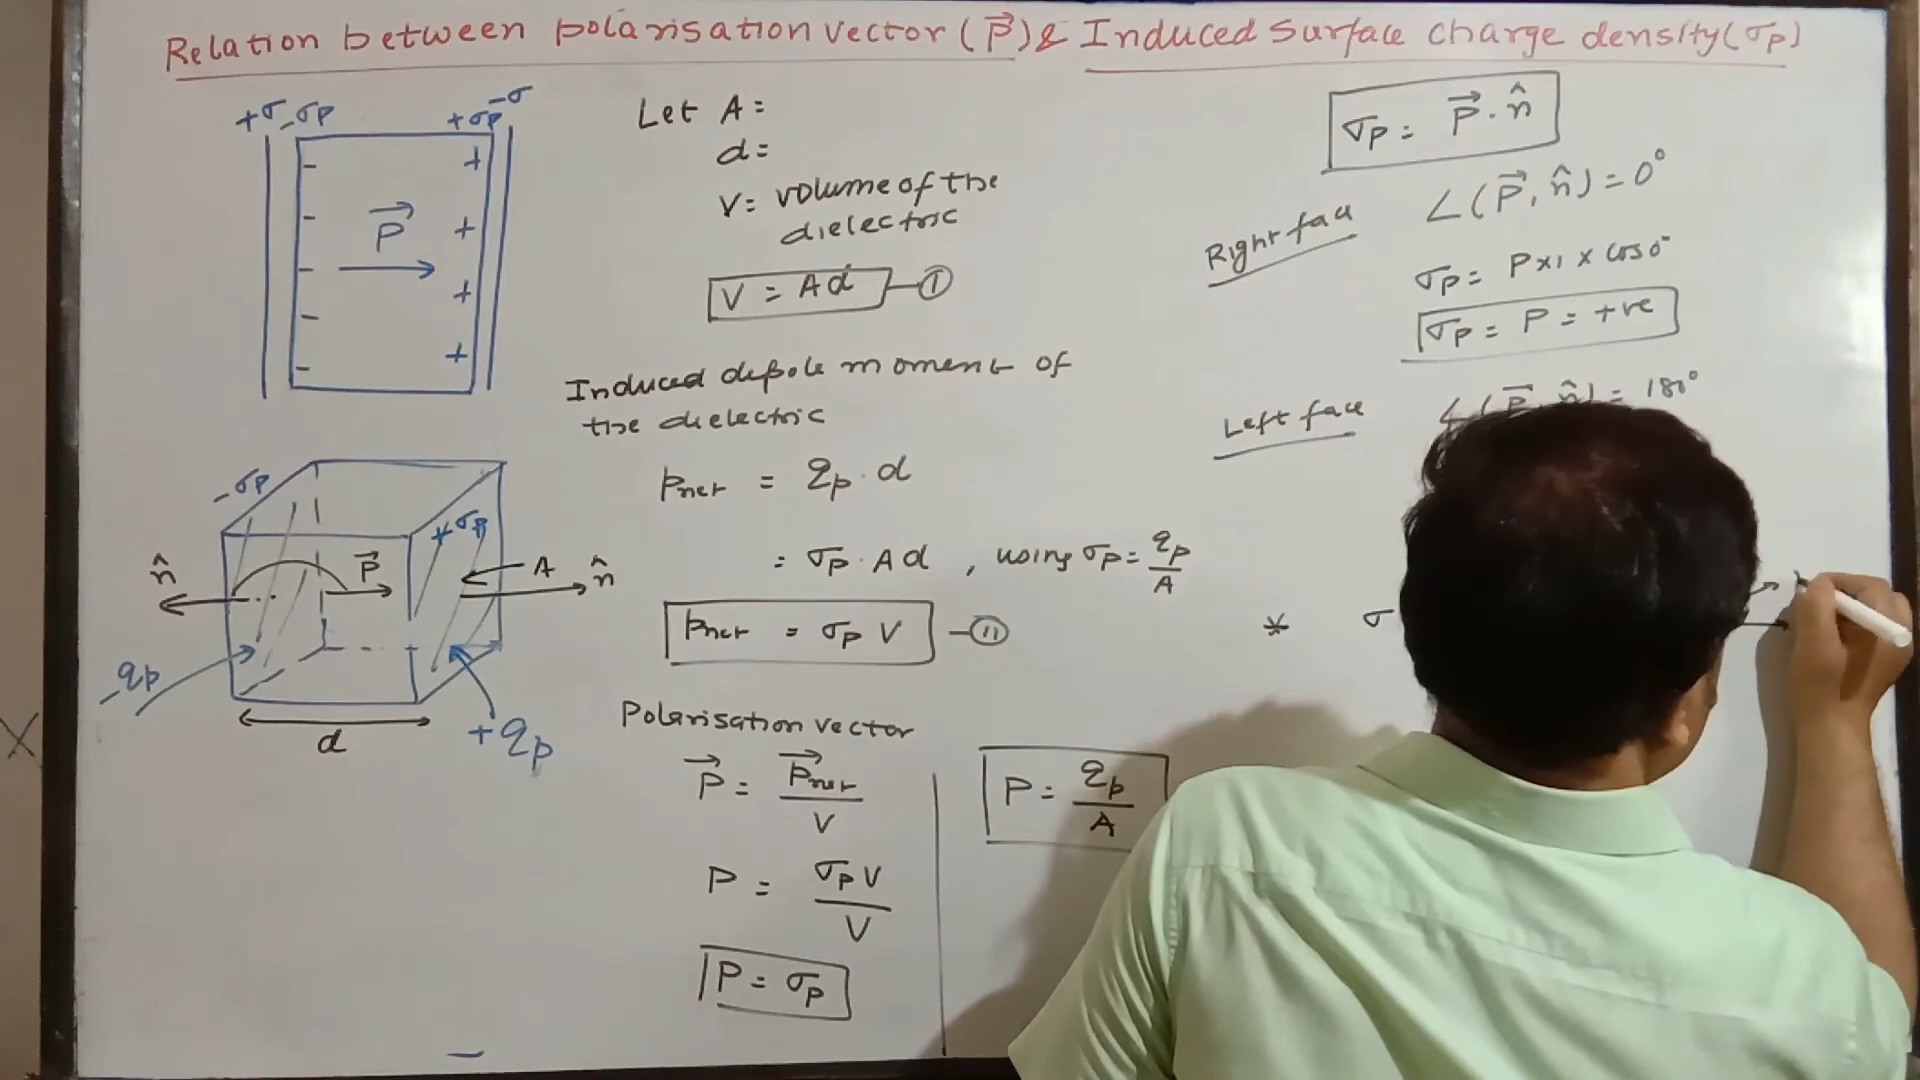 Relation between polarisation vector (P⃗) & Induced surface charge density (σp)
+σ -σp +σp -σ
- +
P⃗
- +
- +
-
- +
Let A =
d =
V = volume of the
dielectric
V = Ad —①
Induced dipole moment of
the dielectric
Pnet = qp · d
= σp · Ad , using σp = qp/A
Pnet = σp V —⑪
Polarisation vector
P⃗ = P⃗net / V
P = σp V / V
P = σp
P = qp / A
-σp +σp
n̂ P⃗ A n̂
-qp
d
+qp
σp = P⃗ · n̂
Right face ∠(P⃗, n̂) = 0°
σp = P×1×cos0°
σp = P = +ve
Left face ∠(P⃗, n̂) = 180°
* σ